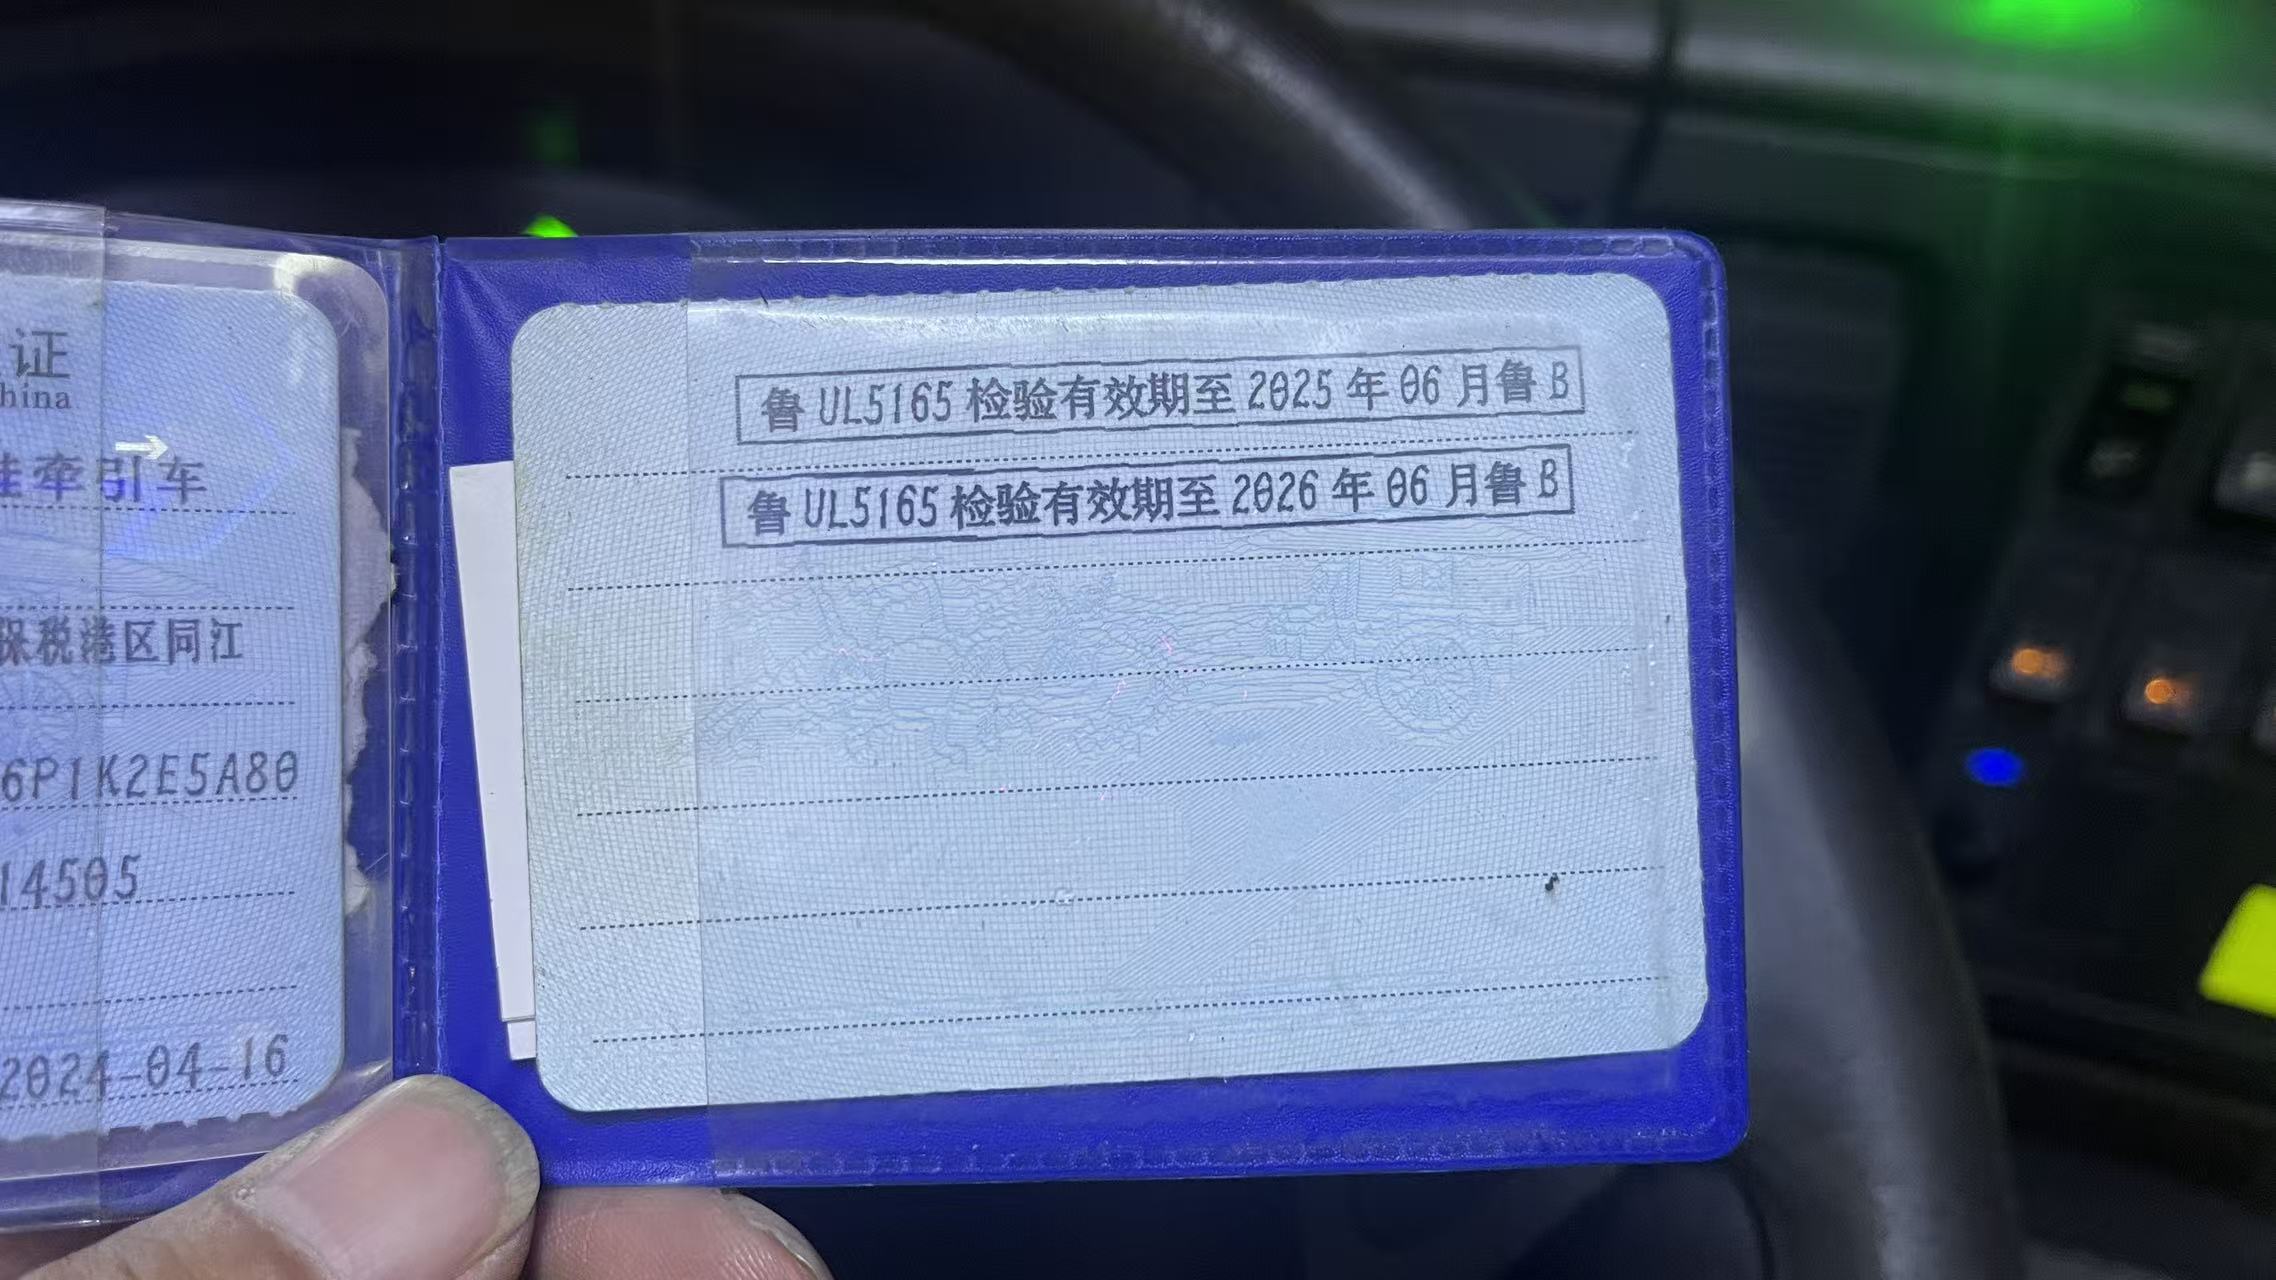 证
hina
牵引车
保税港区同江
6P1K2E5A80
14505
2024-04-16
鲁 UL5165 检验有效期至 2025 年 06 月鲁 B
鲁 UL5165 检验有效期至 2026 年 06 月鲁 B